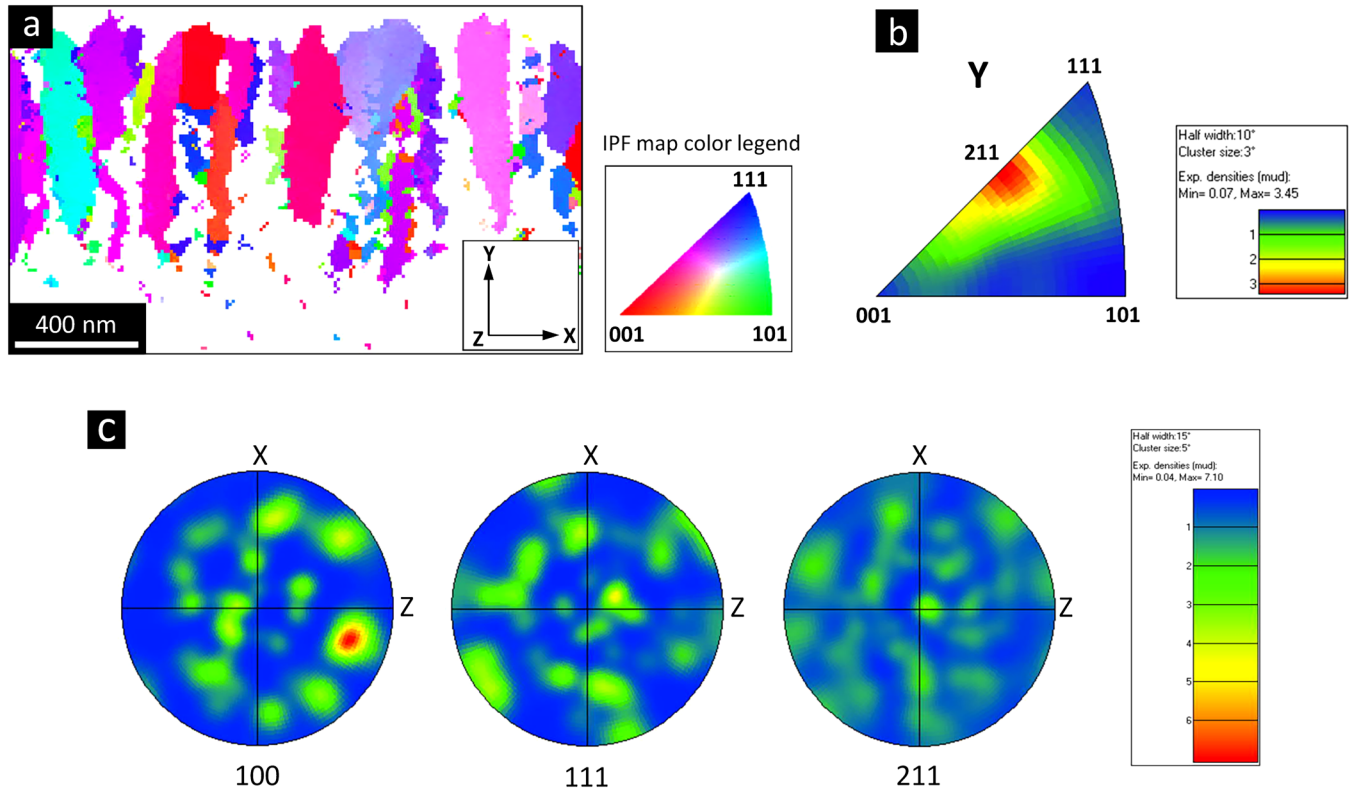 a
400 nm
Y
Z
X
IPF map color legend
111
001
101
b
Y
111
211
001
101
Half width:10°
Cluster size:3°
Exp. densities (mud):
Min= 0.07, Max= 3.45
1
2
3
c
X
Z
100
X
Z
111
X
Z
211
Half width:15°
Cluster size:5°
Exp. densities (mud):
Min= 0.04, Max= 7.10
1
2
3
4
5
6